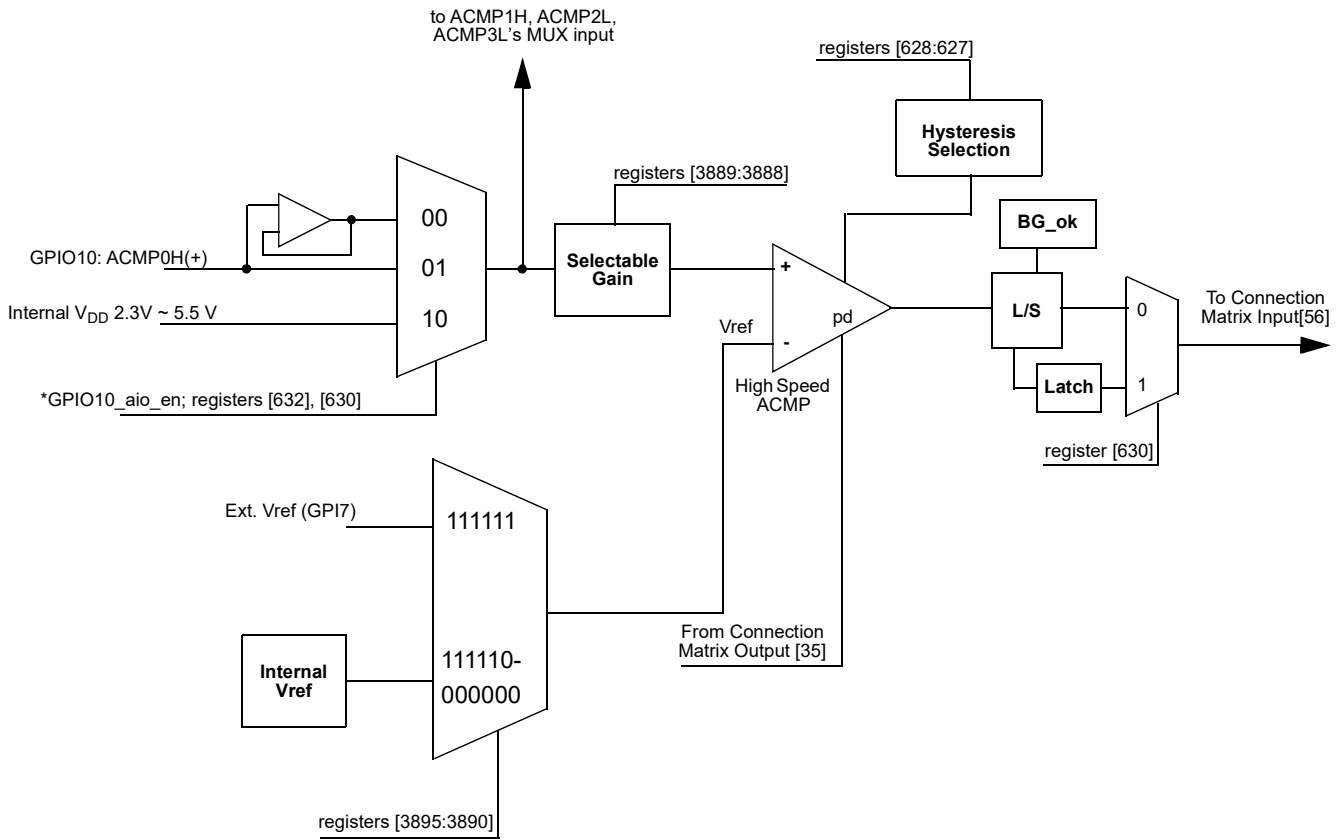 to ACMP1H, ACMP2L,
ACMP3L's MUX input
registers [628:627]
Hysteresis
Selection
registers [3889:3888]
00
BG_ok
GPIO10: ACMP0H(+)
01
Selectable
Gain
+
Internal VDD 2.3V ~ 5.5 V
10
pd
L/S
0
To Connection
Matrix Input[56]
Vref
-
High Speed
ACMP
Latch
1
*GPIO10_aio_en; registers [632], [630]
register [630]
Ext. Vref (GPI7)
111111
From Connection
Matrix Output [35]
Internal
Vref
111110-
000000
registers [3895:3890]